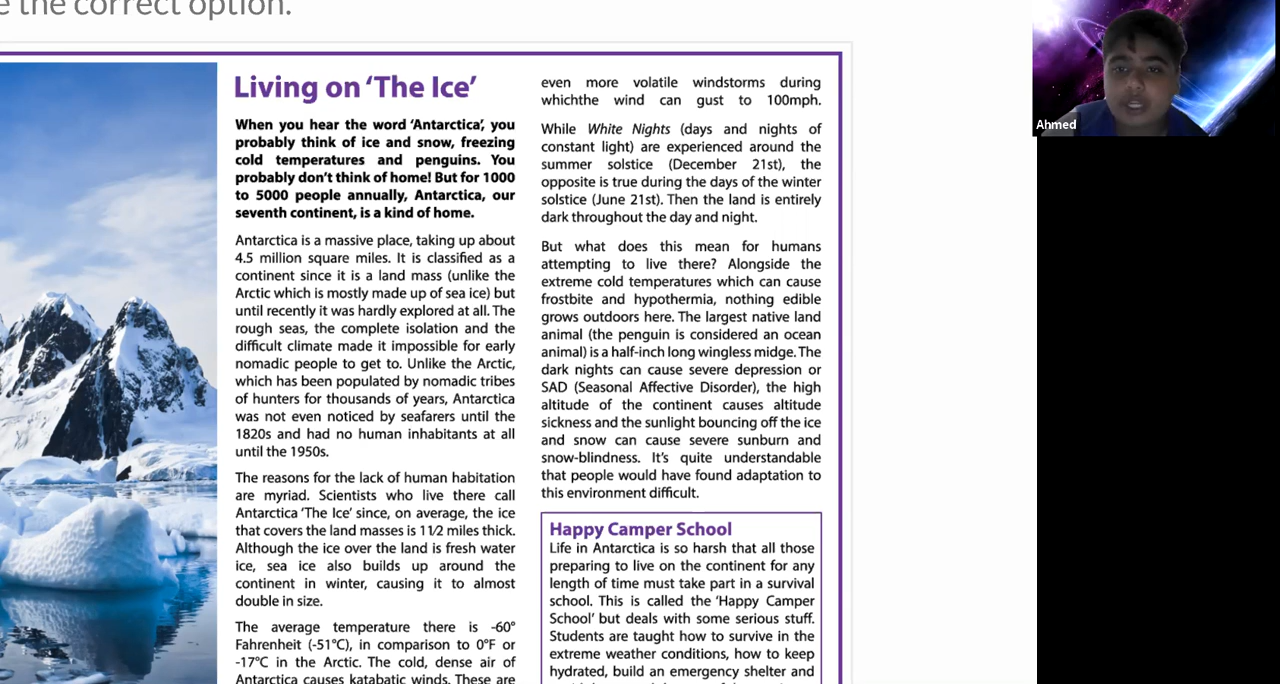 e the correct option.
Living on ‘The Ice’
When you hear the word ‘Antarctica’, you
probably think of ice and snow, freezing
cold temperatures and penguins. You
probably don’t think of home! But for 1000
to 5000 people annually, Antarctica, our
seventh continent, is a kind of home.
Antarctica is a massive place, taking up about
4.5 million square miles. It is classified as a
continent since it is a land mass (unlike the
Arctic which is mostly made up of sea ice) but
until recently it was hardly explored at all. The
rough seas, the complete isolation and the
difficult climate made it impossible for early
nomadic people to get to. Unlike the Arctic,
which has been populated by nomadic tribes
of hunters for thousands of years, Antarctica
was not even noticed by seafarers until the
1820s and had no human inhabitants at all
until the 1950s.
The reasons for the lack of human habitation
are myriad. Scientists who live there call
Antarctica ‘The Ice’ since, on average, the ice
that covers the land masses is 11/2 miles thick.
Although the ice over the land is fresh water
ice, sea ice also builds up around the
continent in winter, causing it to almost
double in size.
The average temperature there is -60°
Fahrenheit (-51°C), in comparison to 0°F or
-17°C in the Arctic. The cold, dense air of
Antarctica causes katabatic winds. These are
even more volatile windstorms during
whichthe wind can gust to 100mph.
While White Nights (days and nights of
constant light) are experienced around the
summer solstice (December 21st), the
opposite is true during the days of the winter
solstice (June 21st). Then the land is entirely
dark throughout the day and night.
But what does this mean for humans
attempting to live there? Alongside the
extreme cold temperatures which can cause
frostbite and hypothermia, nothing edible
grows outdoors here. The largest native land
animal (the penguin is considered an ocean
animal) is a half-inch long wingless midge. The
dark nights can cause severe depression or
SAD (Seasonal Affective Disorder), the high
altitude of the continent causes altitude
sickness and the sunlight bouncing off the ice
and snow can cause severe sunburn and
snow-blindness. It’s quite understandable
that people would have found adaptation to
this environment difficult.
Happy Camper School
Life in Antarctica is so harsh that all those
preparing to live on the continent for any
length of time must take part in a survival
school. This is called the ‘Happy Camper
School’ but deals with some serious stuff.
Students are taught how to survive in the
extreme weather conditions, how to keep
hydrated, build an emergency shelter and
Ahmed